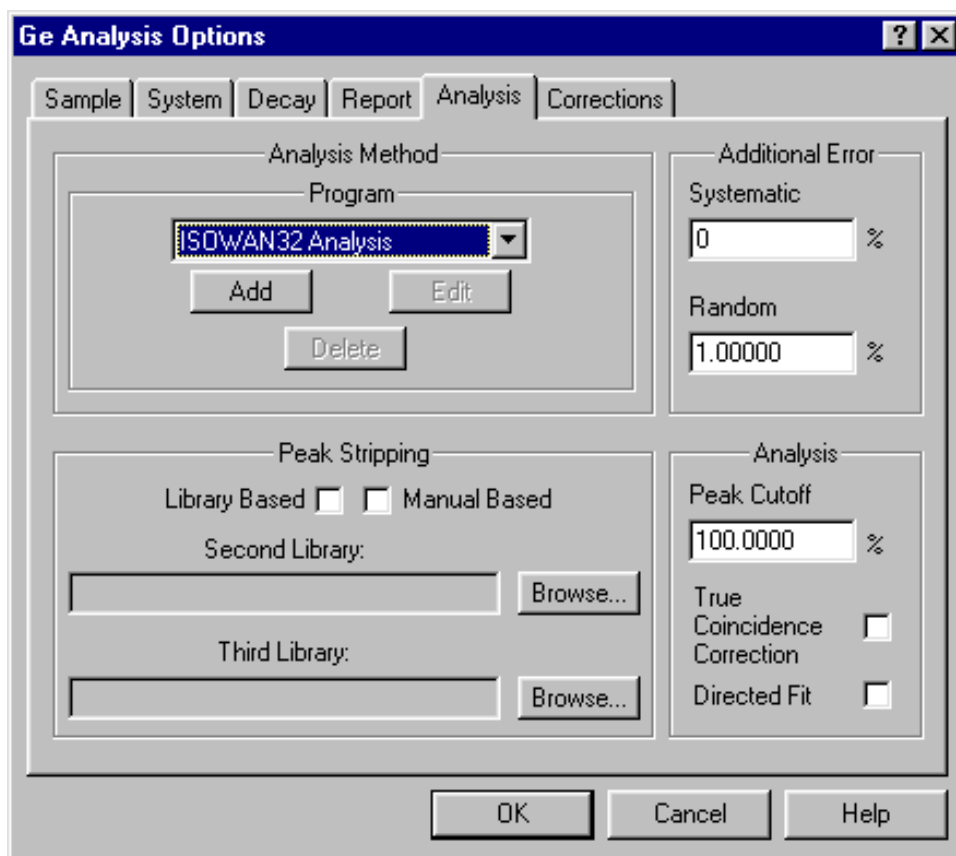 Ge Analysis Options
Sample System Decay Report Analysis Corrections
Analysis Method
Program
ISOWAN32 Analysis
Add Edit
Delete
Additional Error
Systematic
0 %
Random
1.00000 %
Peak Stripping
Library Based Manual Based
Second Library:
Browse...
Third Library:
Browse...
Analysis
Peak Cutoff
100.0000 %
True
Coincidence
Correction
Directed Fit
OK Cancel Help